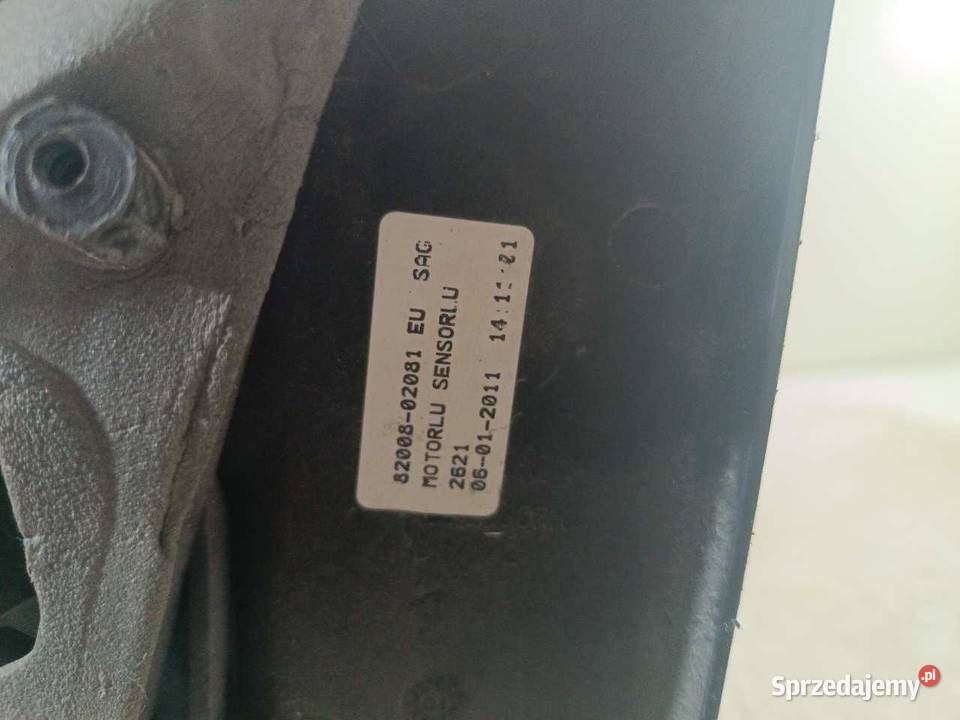 82008-02081 EU SAG
MOTORLU SENSORLU
2621
06-01-2011
Sprzedajemy.pl